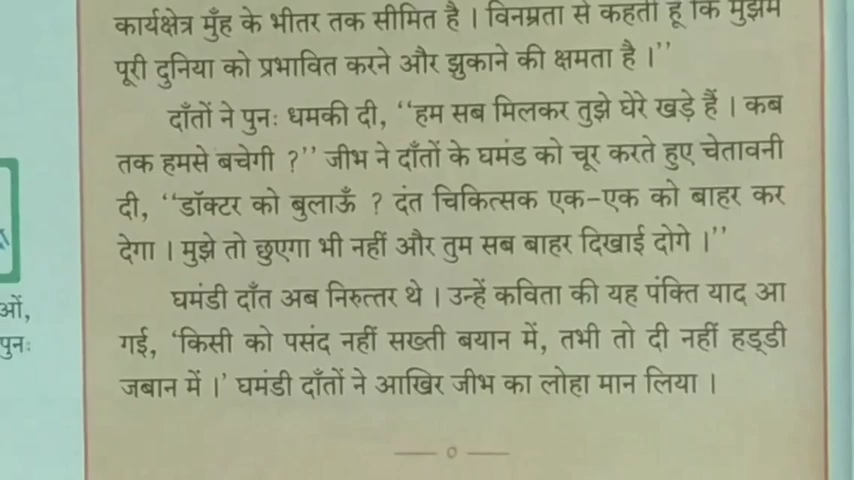 कार्यक्षेत्र मुँह के भीतर तक सीमित है । विनम्रता से कहती हूँ कि मुझमें
पूरी दुनिया को प्रभावित करने और झुकाने की क्षमता है ।’’
दाँतों ने पुनः धमकी दी, ‘‘हम सब मिलकर तुझे घेरे खड़े हैं । कब
तक हमसे बचेगी ?’’ जीभ ने दाँतों के घमंड को चूर करते हुए चेतावनी
दी, ‘‘डॉक्टर को बुलाऊँ ? दंत चिकित्सक एक-एक को बाहर कर
देगा । मुझे तो छुएगा भी नहीं और तुम सब बाहर दिखाई दोगे ।’’
घमंडी दाँत अब निरुत्तर थे । उन्हें कविता की यह पंक्ति याद आ
गई, ‘किसी को पसंद नहीं सख्ती बयान में, तभी तो दी नहीं हड्डी
जबान में ।’ घमंडी दाँतों ने आखिर जीभ का लोहा मान लिया ।
ओं,
पुनः